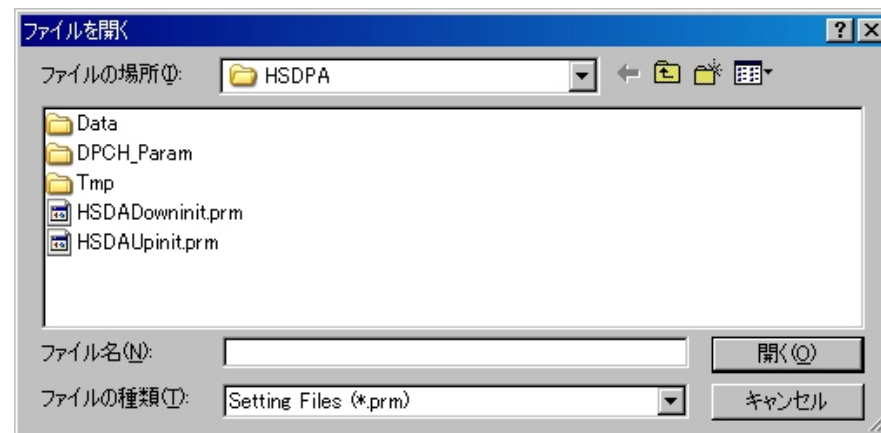 ファイルを開く
ファイルの場所(I):
HSDPA
Data
DPCH_Param
Tmp
HSDADowninit.prm
HSDAUpinit.prm
ファイル名(N):
開く(O)
ファイルの種類(T):
Setting Files (*.prm)
キャンセル